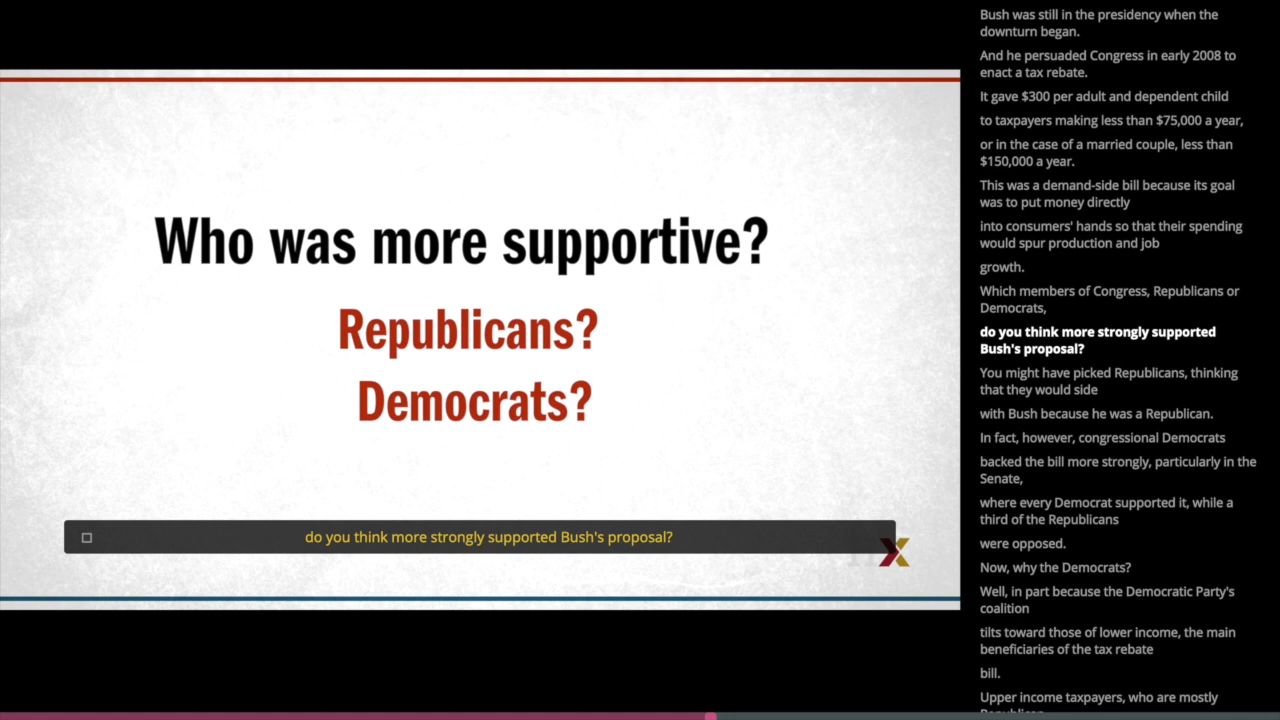 Who was more supportive?
Republicans?
Democrats?
do you think more strongly supported Bush's proposal?
X
Bush was still in the presidency when the
downturn began.
And he persuaded Congress in early 2008 to
enact a tax rebate.
It gave $300 per adult and dependent child
to taxpayers making less than $75,000 a year,
or in the case of a married couple, less than
$150,000 a year.
This was a demand-side bill because its goal
was to put money directly
into consumers' hands so that their spending
would spur production and job
growth.
Which members of Congress, Republicans or
Democrats,
do you think more strongly supported
Bush's proposal?
You might have picked Republicans, thinking
that they would side
with Bush because he was a Republican.
In fact, however, congressional Democrats
backed the bill more strongly, particularly in the
Senate,
where every Democrat supported it, while a
third of the Republicans
were opposed.
Now, why the Democrats?
Well, in part because the Democratic Party's
coalition
tilts toward those of lower income, the main
beneficiaries of the tax rebate
bill.
Upper income taxpayers, who are mostly